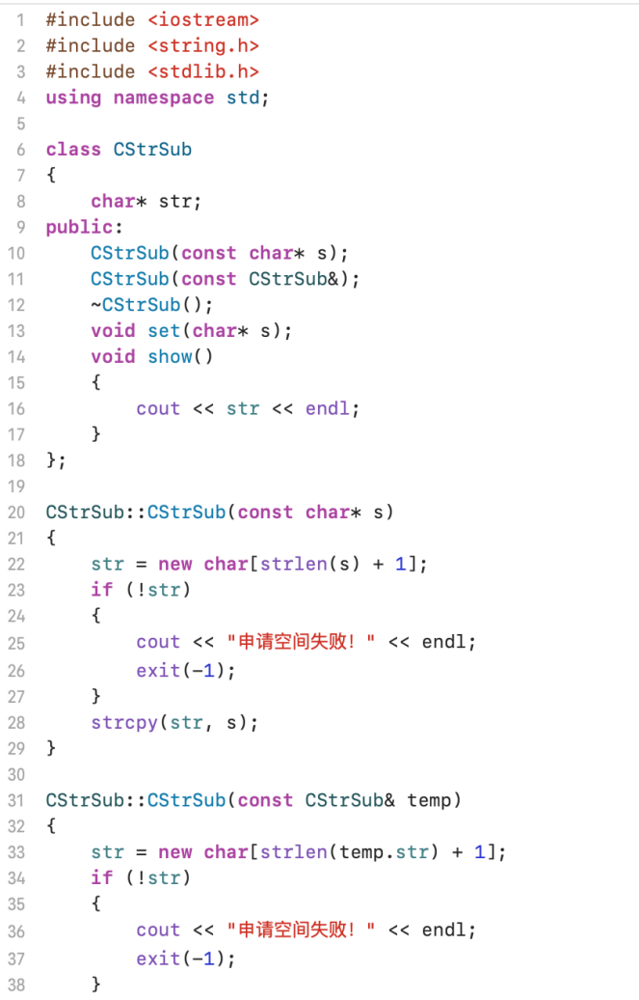 1 #include <iostream>
2 #include <string.h>
3 #include <stdlib.h>
4 using namespace std;
5
6 class CStrSub
7 {
8     char* str;
9 public:
10     CStrSub(const char* s);
11     CStrSub(const CStrSub&);
12     ~CStrSub();
13     void set(char* s);
14     void show()
15     {
16         cout << str << endl;
17     }
18 };
19
20 CStrSub::CStrSub(const char* s)
21 {
22     str = new char[strlen(s) + 1];
23     if (!str)
24     {
25         cout << "申请空间失败！" << endl;
26         exit(-1);
27     }
28     strcpy(str, s);
29 }
30
31 CStrSub::CStrSub(const CStrSub& temp)
32 {
33     str = new char[strlen(temp.str) + 1];
34     if (!str)
35     {
36         cout << "申请空间失败！" << endl;
37         exit(-1);
38     }